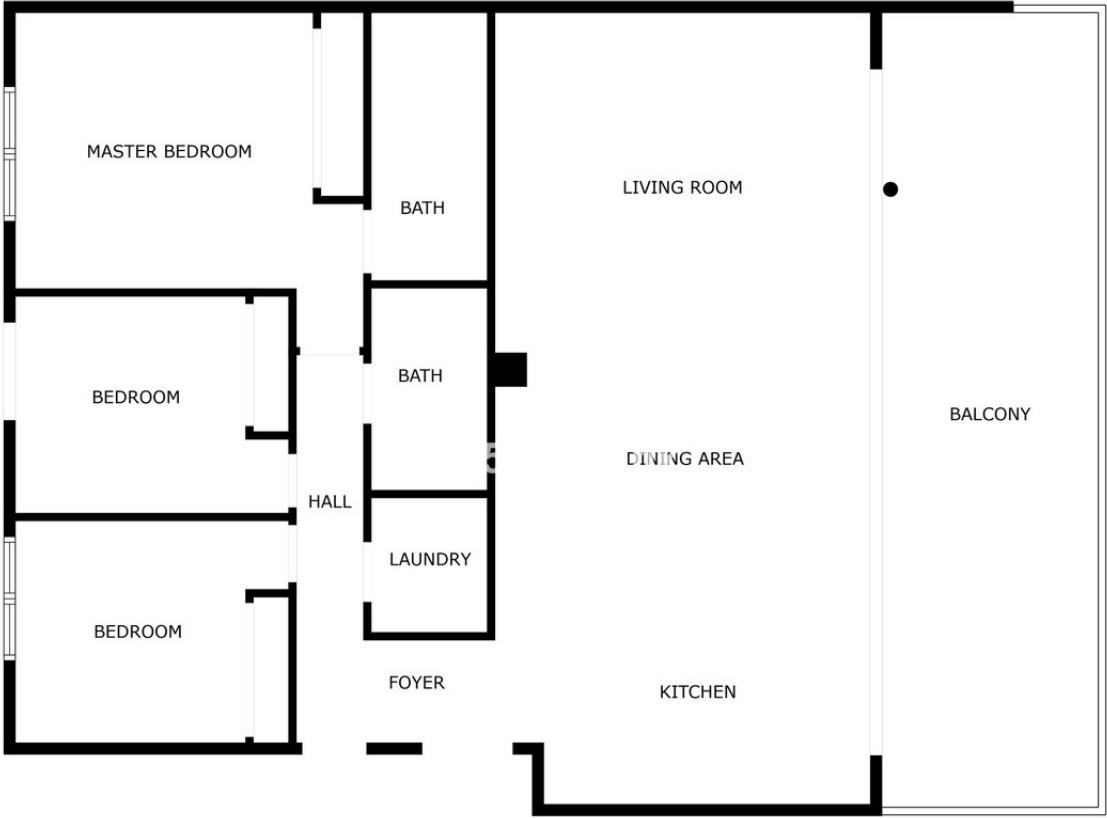 MASTER BEDROOM
BATH
LIVING ROOM
BEDROOM
BATH
BALCONY
DINING AREA
HALL
LAUNDRY
BEDROOM
FOYER
KITCHEN